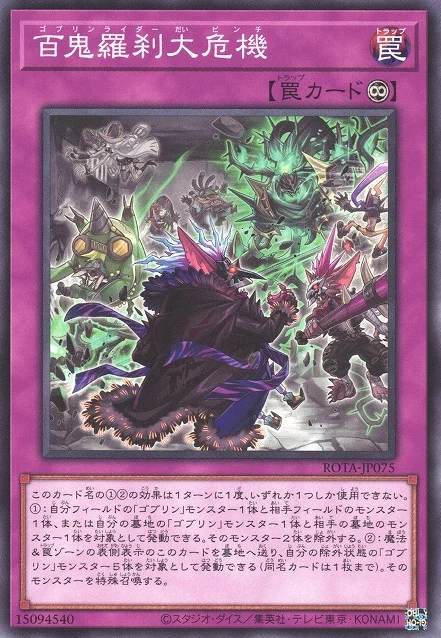 百鬼羅刹大危機
ゴブリンライダーだいピンチ
罠
トラップ
【罠カード】
トラップ
ROTA-JP075
このカード名の①②の効果は1ターンに1度、いずれか1つしか使用できない。
①:自分フィールドの「ゴブリン」モンスター1体と相手フィールドのモンスター
1体、または自分の墓地の「ゴブリン」モンスター1体と相手の墓地のモン
スター1体を対象として発動できる。そのモンスター2体を除外する。②:魔法
&罠ゾーンの表側表示のこのカードを墓地へ送り、自分の除外状態の「ゴブ
リン」モンスター5体を対象として発動できる(同名カードは1枚まで)。その
モンスターを特殊召喚する。
15094540
©スタジオ・ダイス/集英社・テレビ東京・KONAMI